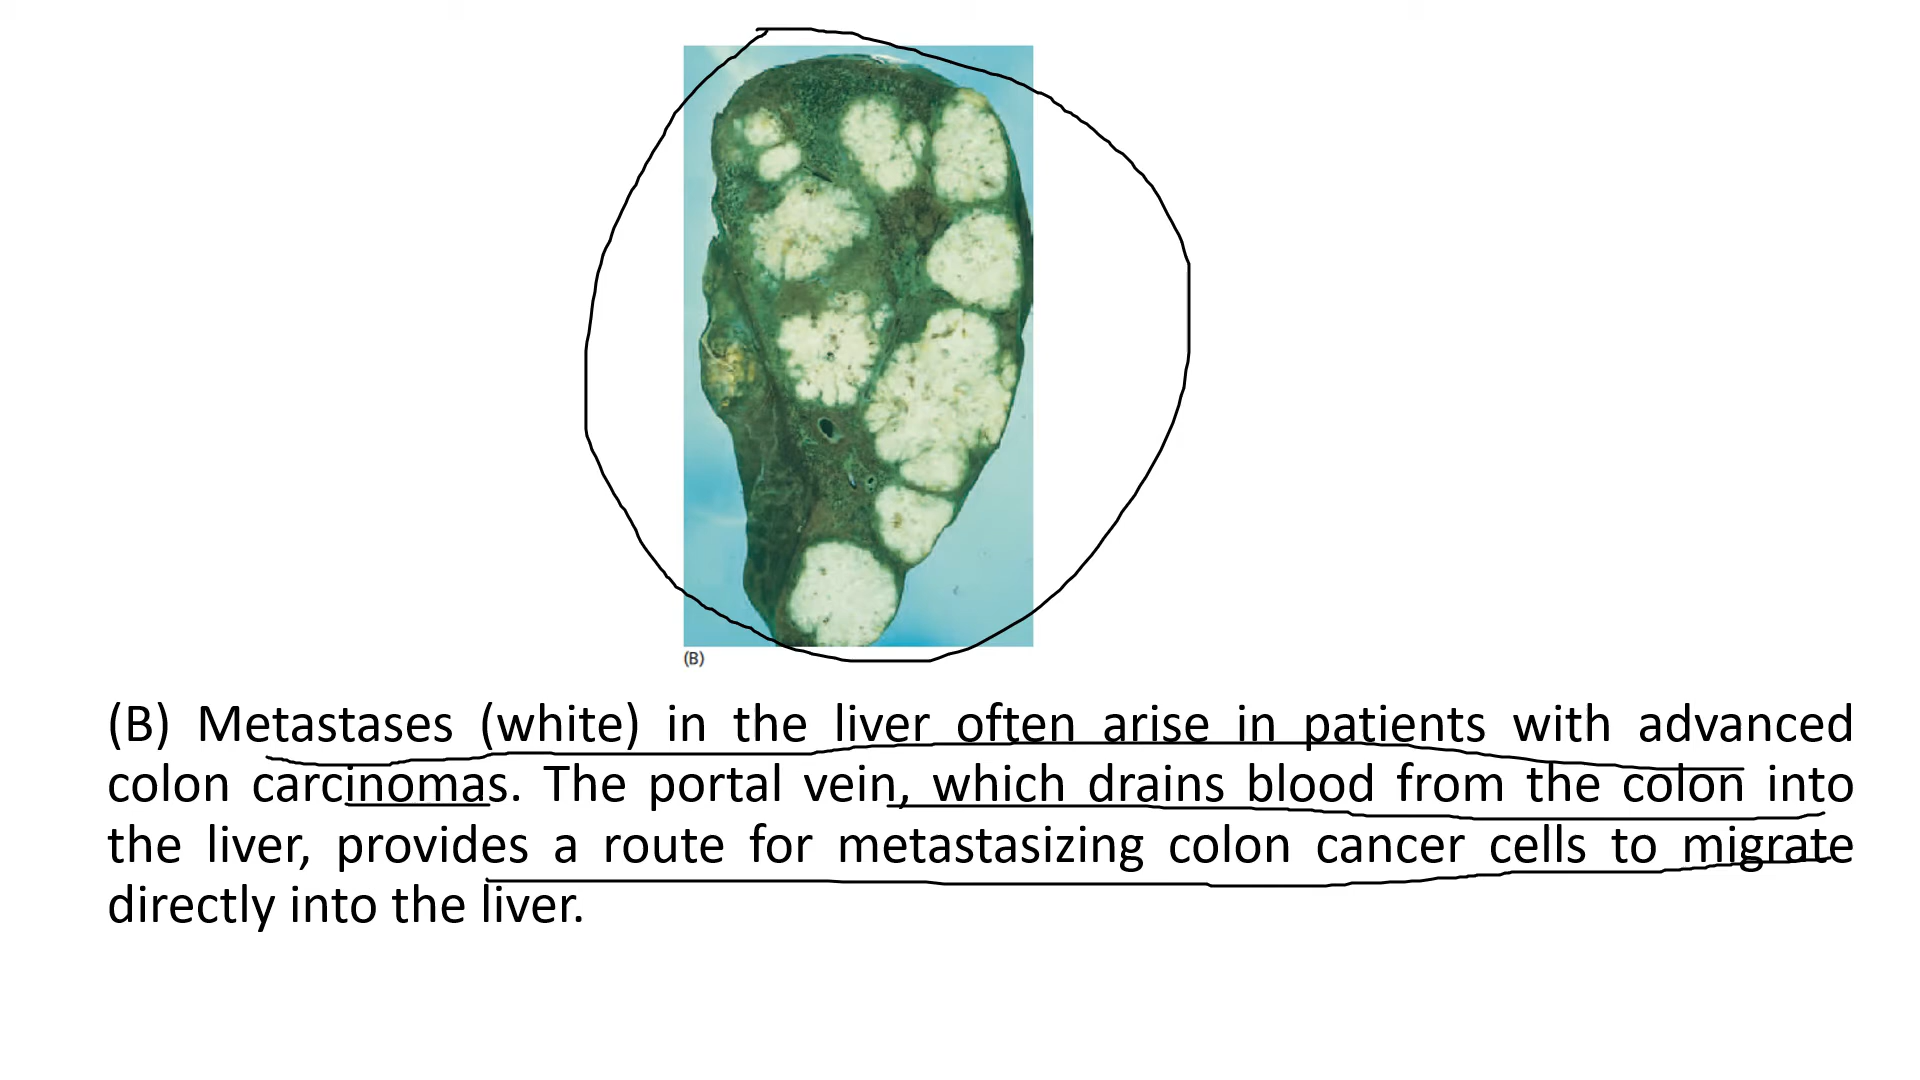 (B)
(B) Metastases (white) in the liver often arise in patients with advanced
colon carcinomas. The portal vein, which drains blood from the colon into
the liver, provides a route for metastasizing colon cancer cells to migrate
directly into the liver.